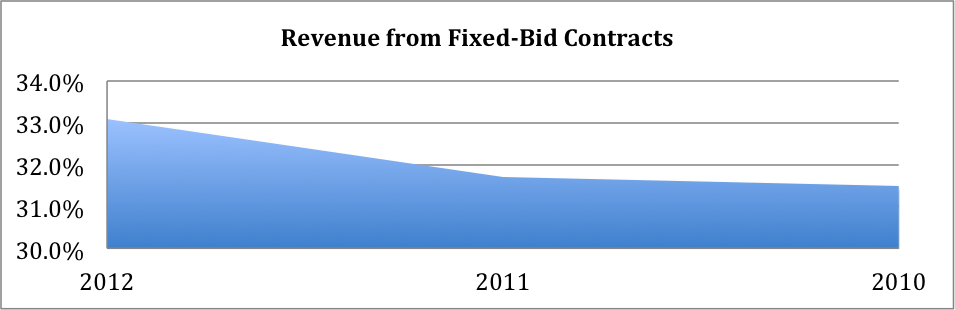 Revenue from Fixed-Bid Contracts
34.0%
33.0%
32.0%
31.0%
30.0%
2012 2011 2010